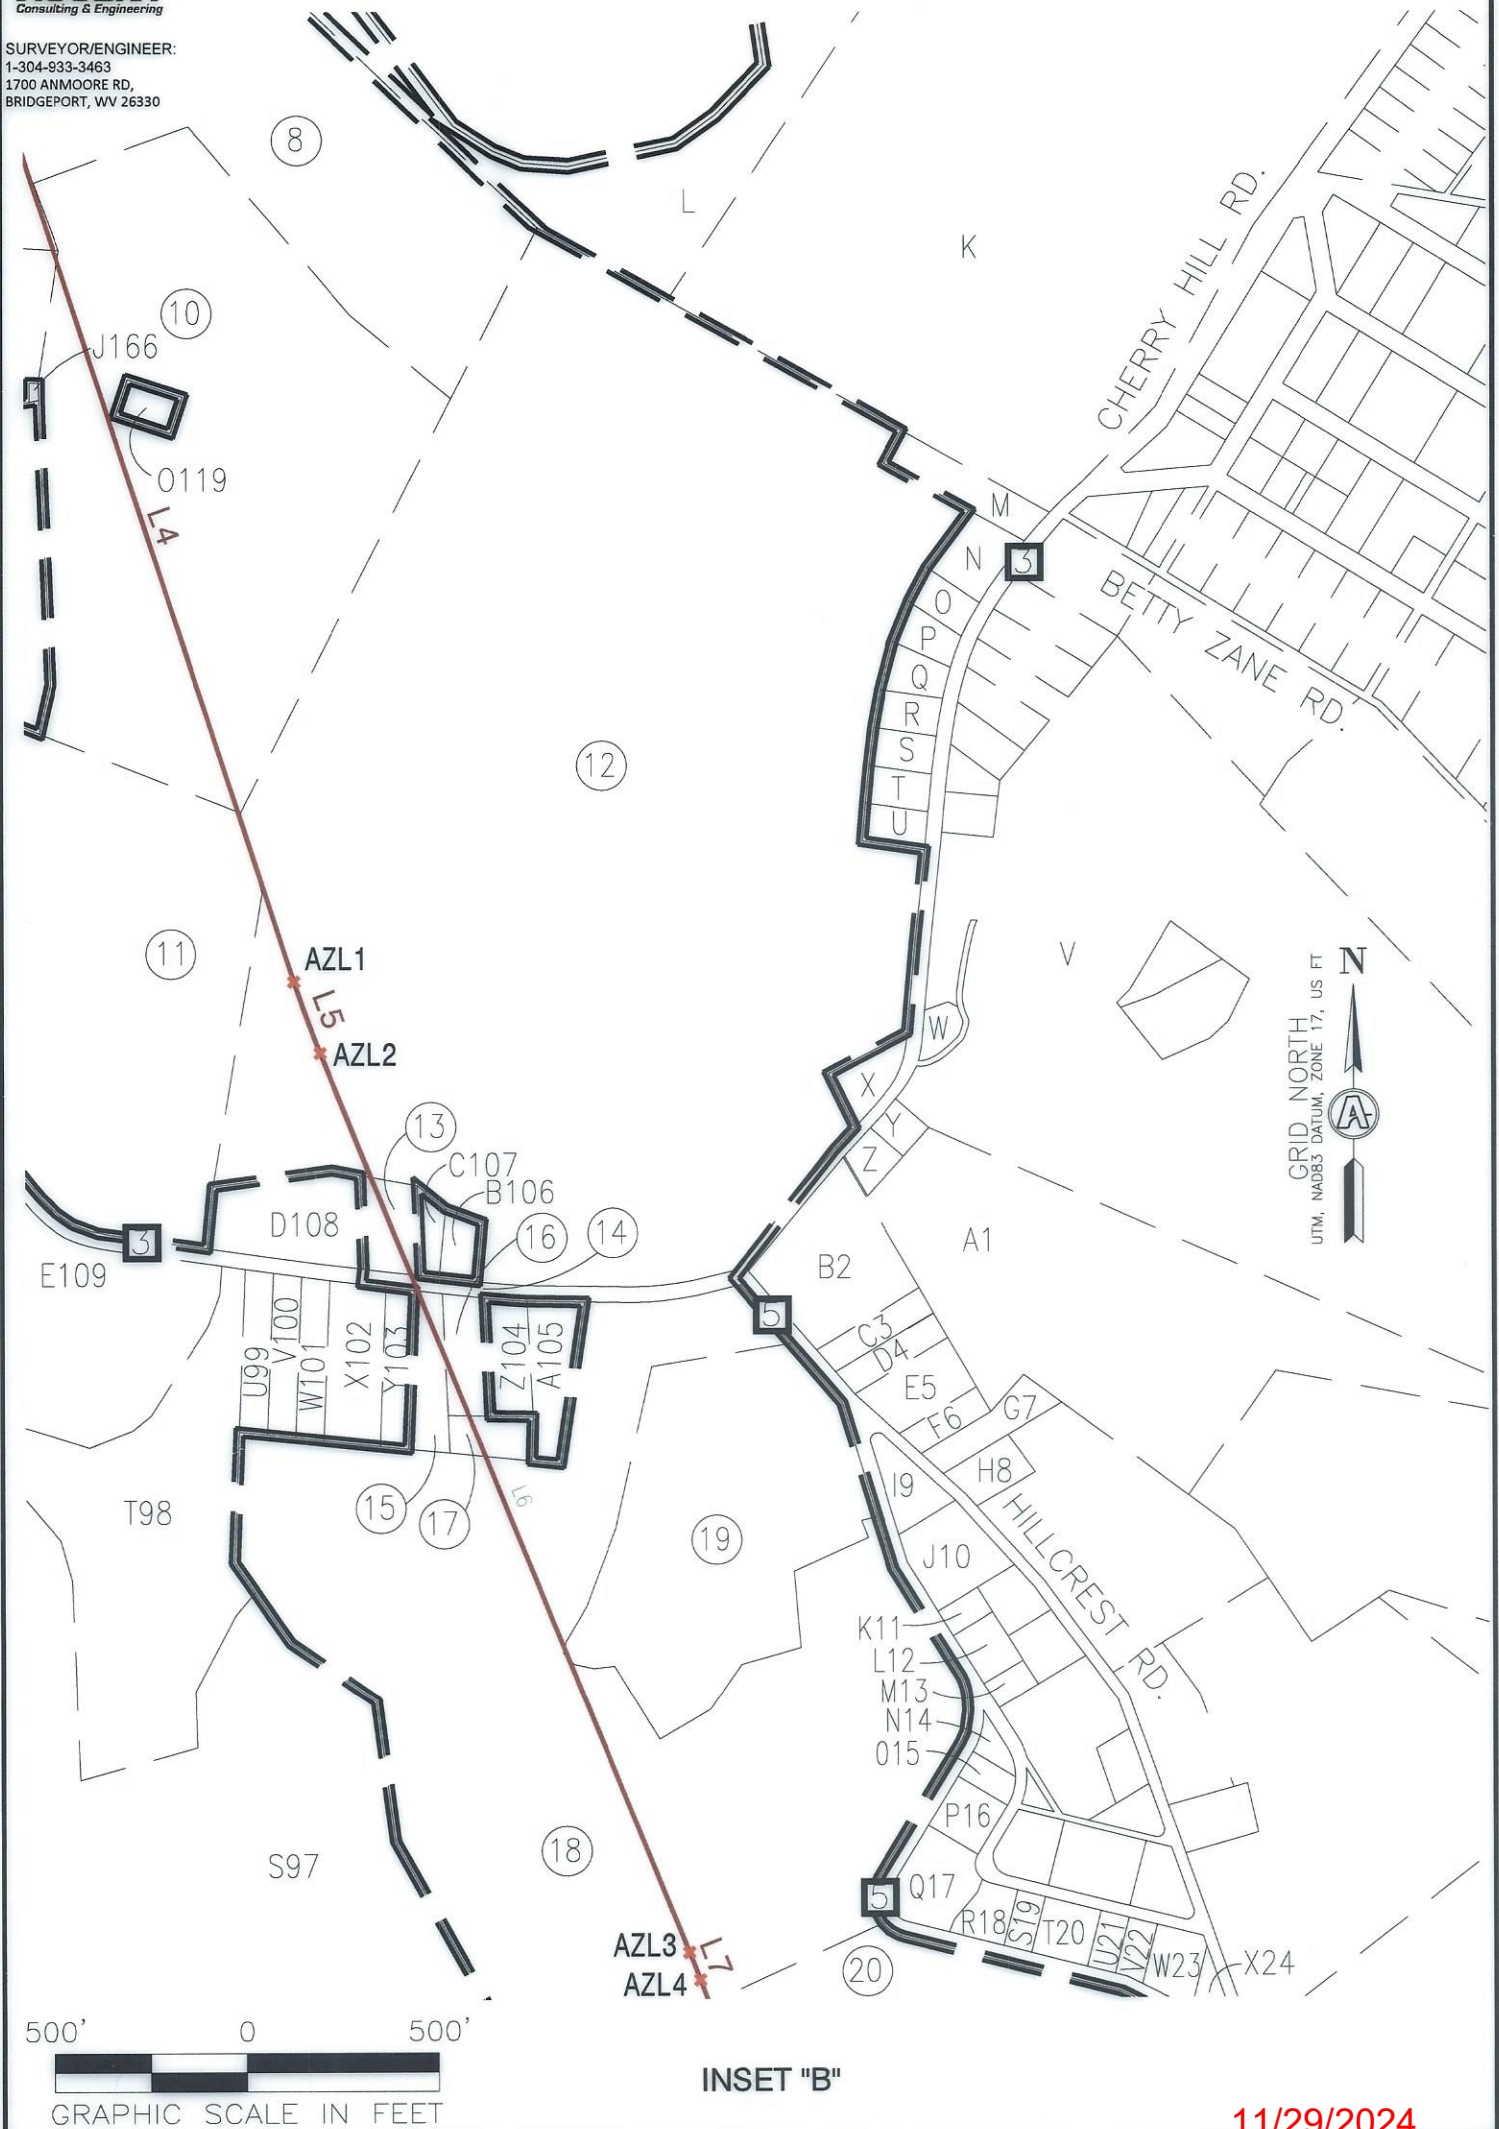 Consulting & Engineering
SURVEYOR/ENGINEER:
1-304-933-3463
1700 ANMOORE RD,
BRIDGEPORT, WV 26330
8
L
K
CHERRY HILL RD.
10
J166
O119
L4
M
N
3
BETTY ZANE RD.
O
P
Q
R
S
T
U
12
11
AZL1
L5
AZL2
V
W
X
Y
Z
GRID NORTH
UTM, NAD83 DATUM, ZONE 17, US FT
N
A
13
C107
B106
16
14
D108
3
E109
A1
B2
5
U99
V100
W101
X102
Y103
Z104
A105
C3
D4
E5
F6
G7
H8
I9
HILLCREST RD.
T98
15
17
L6
19
J10
K11
L12
M13
N14
O15
P16
18
S97
5
Q17
R18
S19
T20
U21
V22
W23
X24
AZL3
L7
AZL4
20
500' 0 500'
GRAPHIC SCALE IN FEET
INSET "B"
11/29/2024